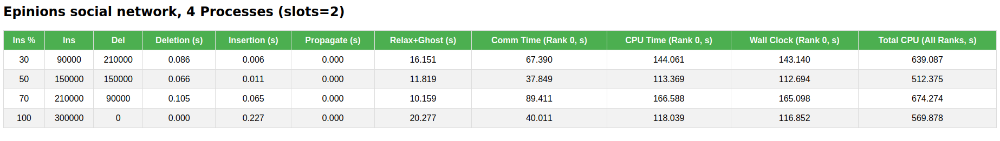 Epinions social network, 4 Processes (slots=2)
Ins % Ins Del Deletion (s) Insertion (s) Propagate (s) Relax+Ghost (s) Comm Time (Rank 0, s) CPU Time (Rank 0, s) Wall Clock (Rank 0, s) Total CPU (All Ranks, s)
30 90000 210000 0.086 0.006 0.000 16.151 67.390 144.061 143.140 639.087
50 150000 150000 0.066 0.011 0.000 11.819 37.849 113.369 112.694 512.375
70 210000 90000 0.105 0.065 0.000 10.159 89.411 166.588 165.098 674.274
100 300000 0 0.000 0.227 0.000 20.277 40.011 118.039 116.852 569.878